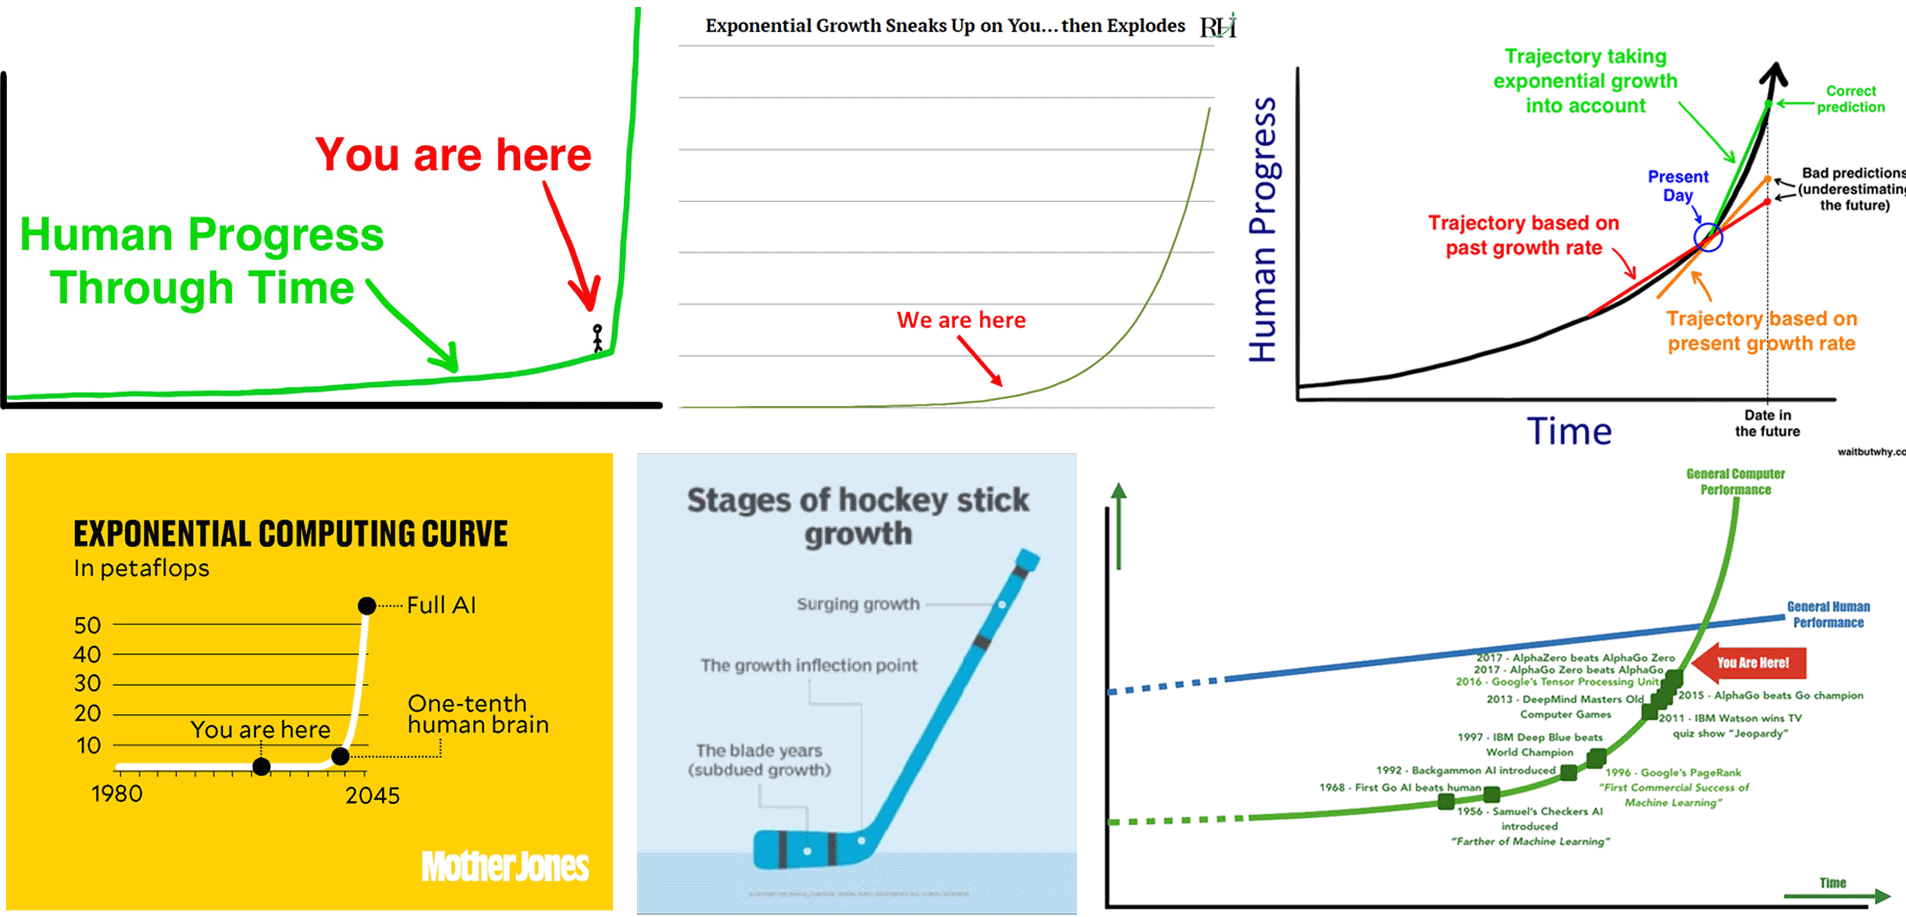 You are here
Human Progress
Through Time
Exponential Growth Sneaks Up on You... then Explodes
RH
We are here
Human Progress
Trajectory taking
exponential growth
into account
Correct
prediction
Present
Day
Bad predictions
(underestimating
the future)
Trajectory based on
past growth rate
Trajectory based on
present growth rate
Time
Date in
the future
waitbutwhy.co
EXPONENTIAL COMPUTING CURVE
In petaflops
50
40
30
20
10
Full AI
One-tenth
human brain
You are here
1980
2045
Mother Jones
Stages of hockey stick
growth
Surging growth
The growth inflection point
The blade years
(subdued growth)
General Computer
Performance
General Human
Performance
You Are Here!
2017 - AlphaZero beats AlphaGo Zero
2017 - AlphaGo Zero beats AlphaGo
2016 - Google's Tensor Processing Unit
2013 - DeepMind Masters Old
Computer Games
2015 - AlphaGo beats Go champion
2011 - IBM Watson wins TV
quiz show "Jeopardy"
1997 - IBM Deep Blue beats
World Champion
1992 - Backgammon AI introduced
1996 - Google's PageRank
"First Commercial Success of
Machine Learning"
1968 - First Go AI beats human
1956 - Samuel's Checkers AI
introduced
"Farther of Machine Learning"
Time